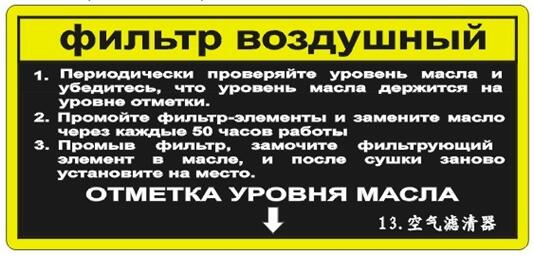 фильтр воздушный
1. Периодически проверяйте уровень масла и
убедитесь, что уровень масла держится на
уровне отметки.
2. Промойте фильтр-элементы и замените масло
через каждые 50 часов работы
3. Промыв фильтр, замочите фильтрующий
элемент в масле, и после сушки заново
установите на место.
ОТМЕТКА УРОВНЯ МАСЛА
13.空气滤清器